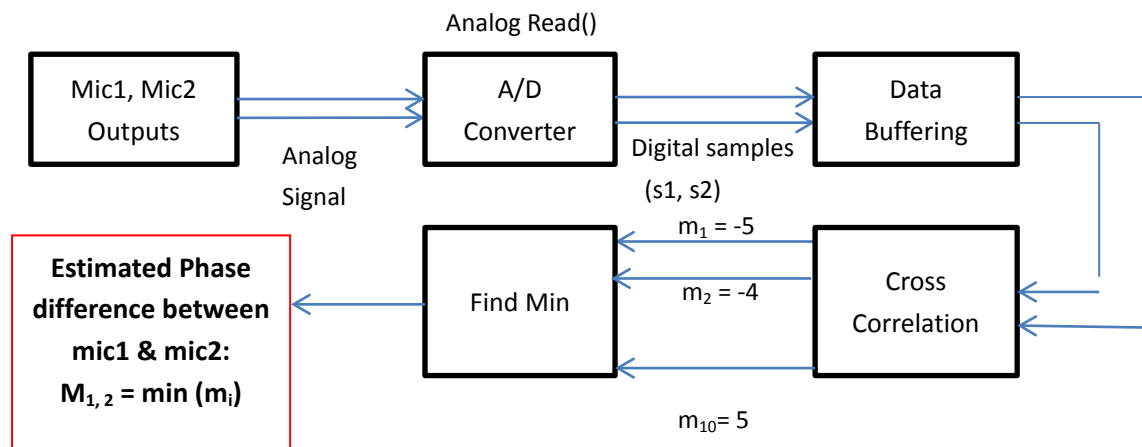 Analog Read()
Mic1, Mic2
Outputs
A/D
Converter
Data
Buffering
Analog
Signal
Digital samples
(s1, s2)
m₁ = -5
m₂ = -4
m₁₀= 5
Cross
Correlation
Find Min
Estimated Phase
difference between
mic1 & mic2:
M₁, ₂ = min (mᵢ)